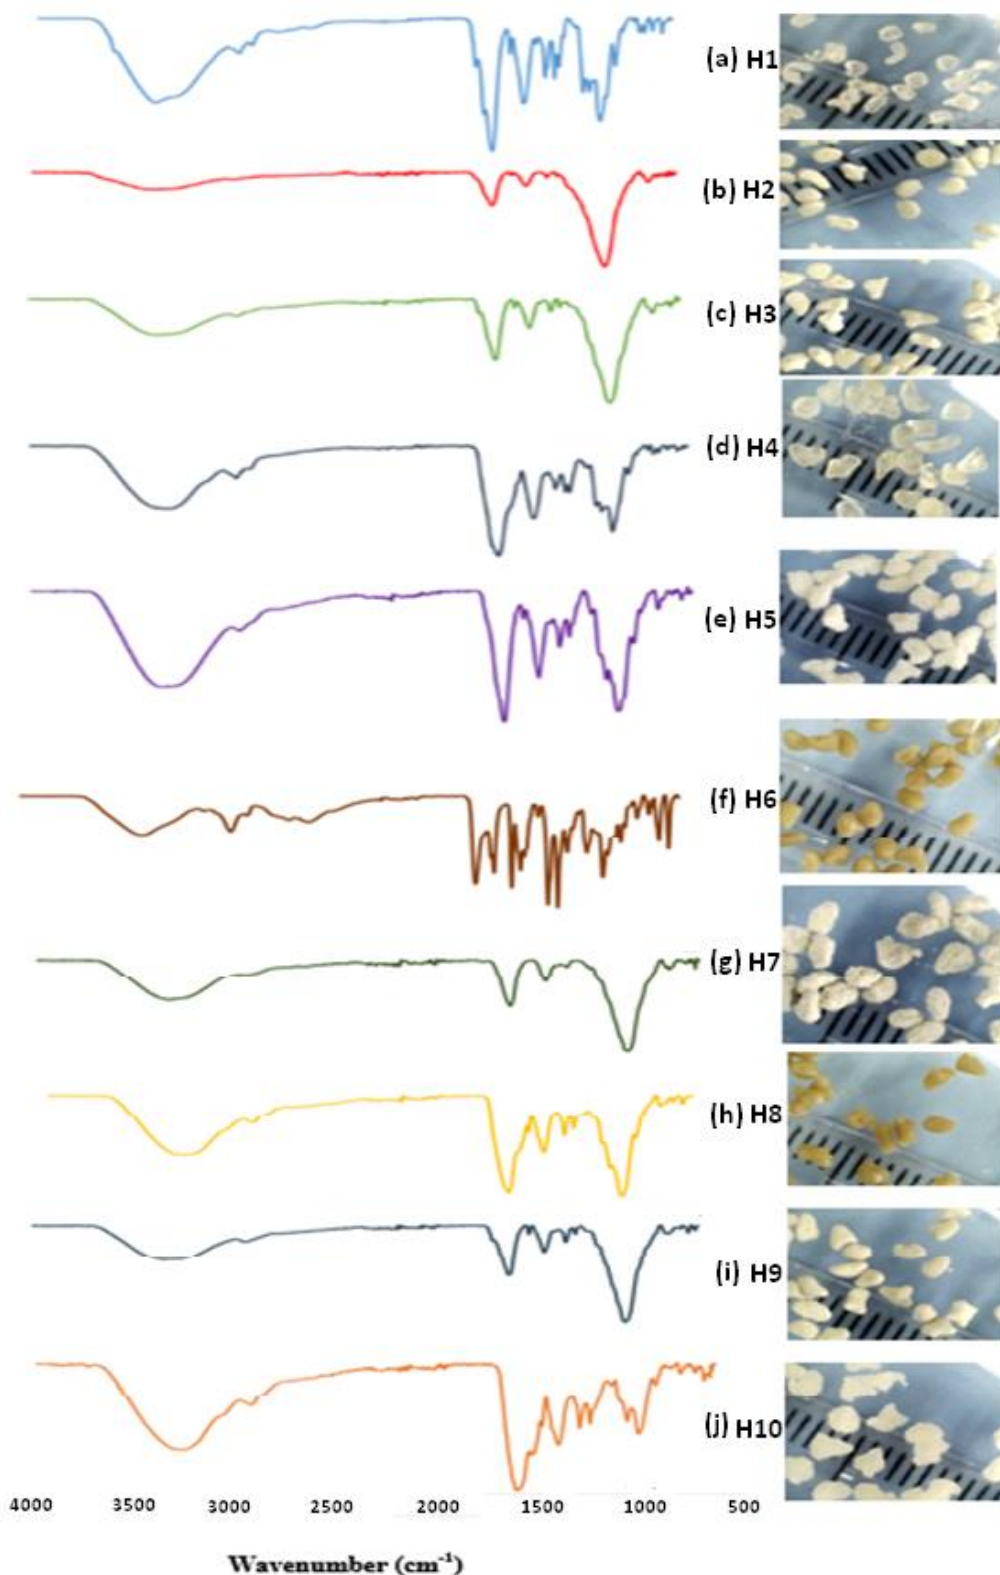 (a) H1
(b) H2
(c) H3
(d) H4
(e) H5
(f) H6
(g) H7
(h) H8
(i) H9
(j) H10
4000 3500 3000 2500 2000 1500 1000 500
Wavenumber (cm⁻¹)